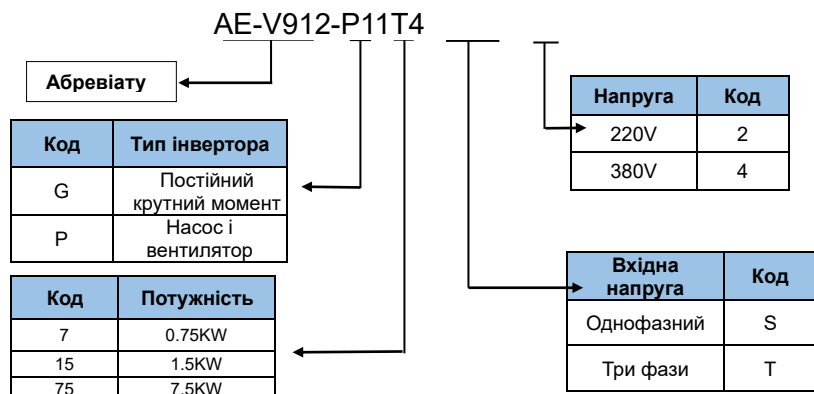 AE-V912-P11T4
Абревіату
Код Тип інвертора
G Постійний
крутний момент
P Насос і
вентилятор
Код Потужність
7 0.75KW
15 1.5KW
75 7.5KW
Напруга Код
220V 2
380V 4
Вхідна
напруга Код
Однофазний S
Три фази T